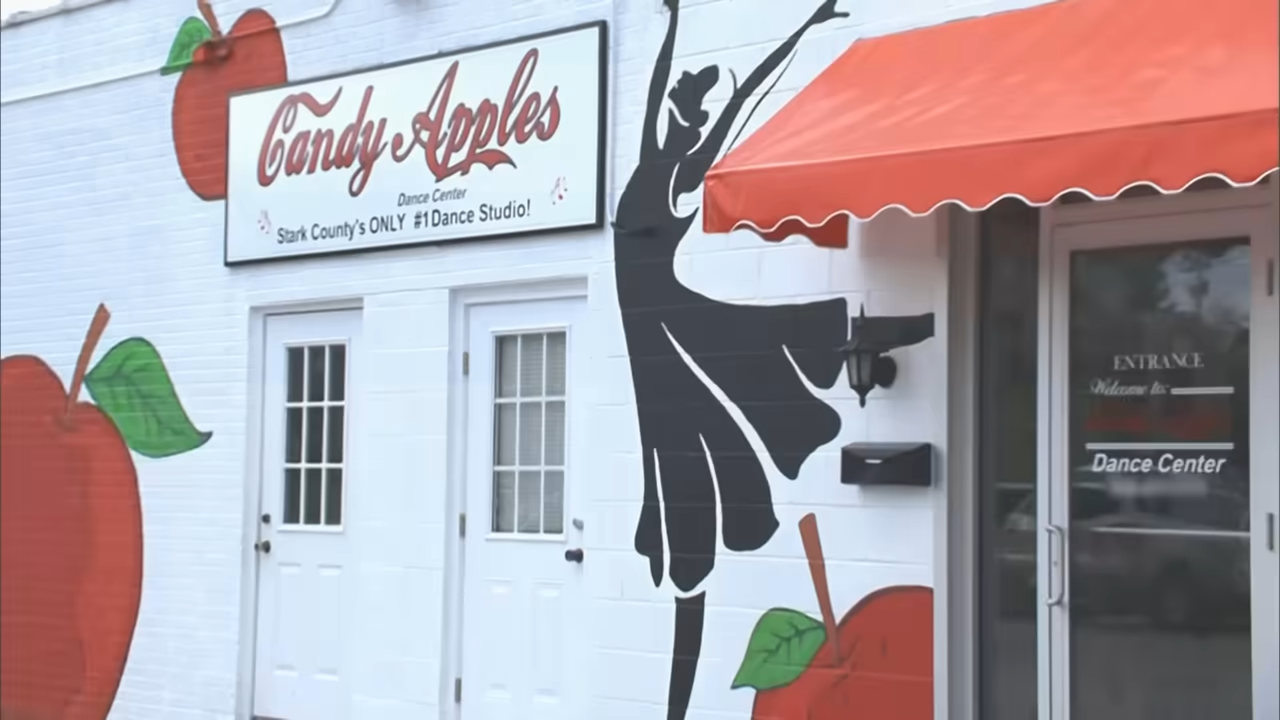 Candy Apples
Dance Center
Stark County's ONLY #1 Dance Studio!
ENTRANCE
Welcome to:
Dance Center